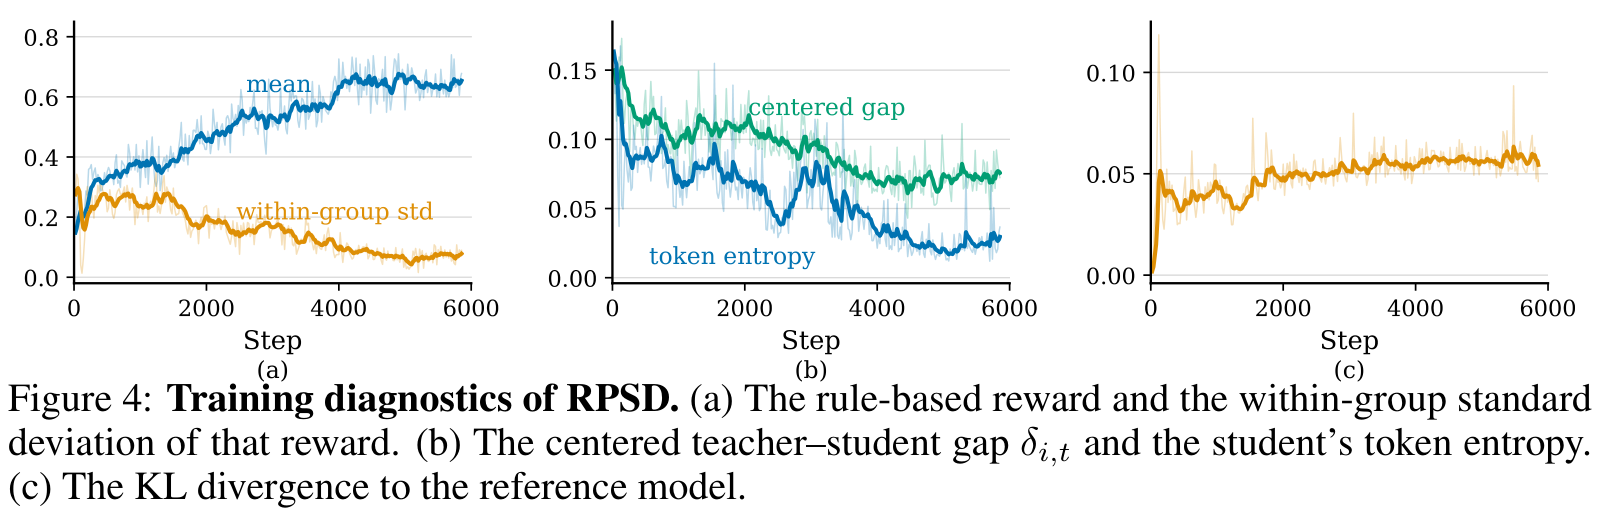 0.8
0.6
0.4
0.2
0.0
mean
within-group std
0 2000 4000 6000
Step
(a)
0.15
0.10
0.05
0.00
centered gap
token entropy
0 2000 4000 6000
Step
(b)
0.10
0.05
0.00
0 2000 4000 6000
Step
(c)
Figure 4: Training diagnostics of RPSD. (a) The rule-based reward and the within-group standard
deviation of that reward. (b) The centered teacher–student gap δi,t and the student’s token entropy.
(c) The KL divergence to the reference model.